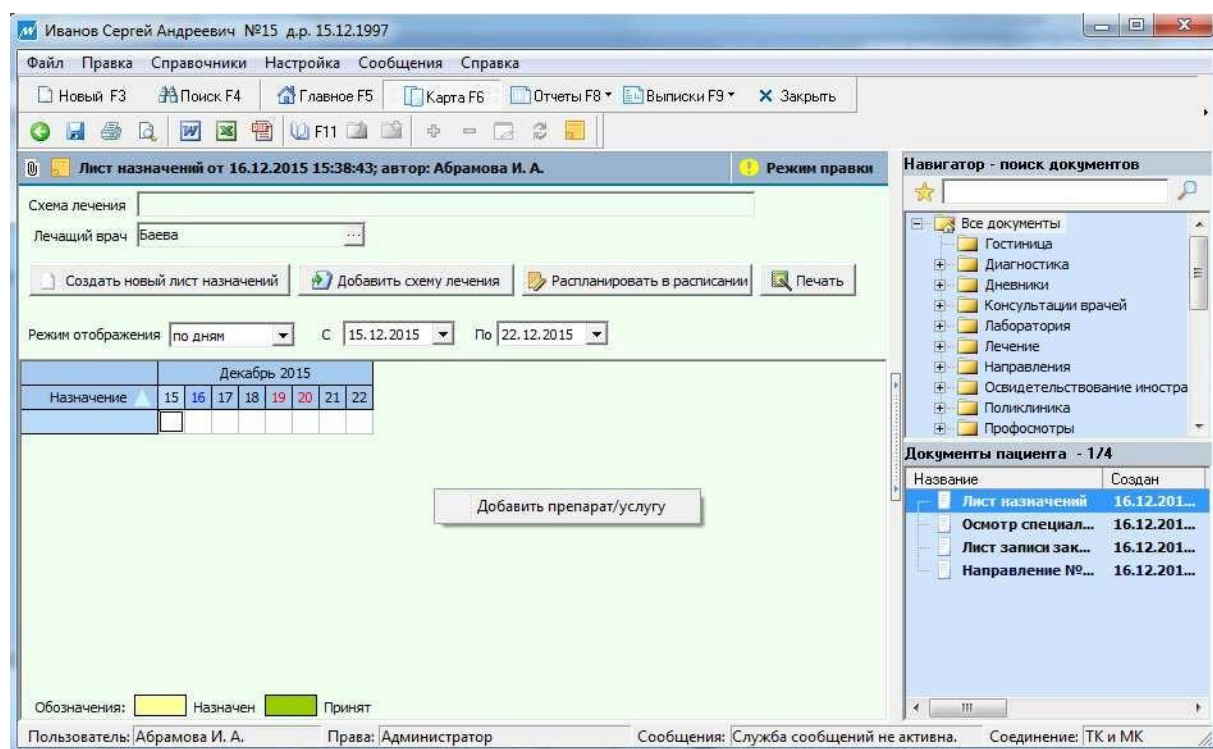 Иванов Сергей Андреевич №15 д.р. 15.12.1997
Файл Правка Справочники Настройка Сообщения Справка
Новый F3 Поиск F4 Главное F5 Карта F6 Отчеты F8 Выписки F9 Закрыть
F11
Лист назначений от 16.12.2015 15:38:43; автор: Абрамова И. А. Режим правки
Схема лечения
Лечащий врач Баева ...
Создать новый лист назначений Добавить схему лечения Распланировать в расписании Печать
Режим отображения по дням С 15.12.2015 По 22.12.2015
Декабрь 2015
Назначение 15 16 17 18 19 20 21 22
Добавить препарат/услугу
Обозначения: Назначен Принят
Навигатор - поиск документов
Все документы
Гостиница
Диагностика
Дневники
Консультации врачей
Лаборатория
Лечение
Направления
Освидетельствование иностра
Поликлиника
Профосмотры
Документы пациента - 1/4
Название Создан
Лист назначений 16.12.201...
Осмотр специал... 16.12.201...
Лист записи зак... 16.12.201...
Направление №... 16.12.201...
Пользователь: Абрамова И. А. Права: Администратор Сообщения: Служба сообщений не активна. Соединение: ТК и МК